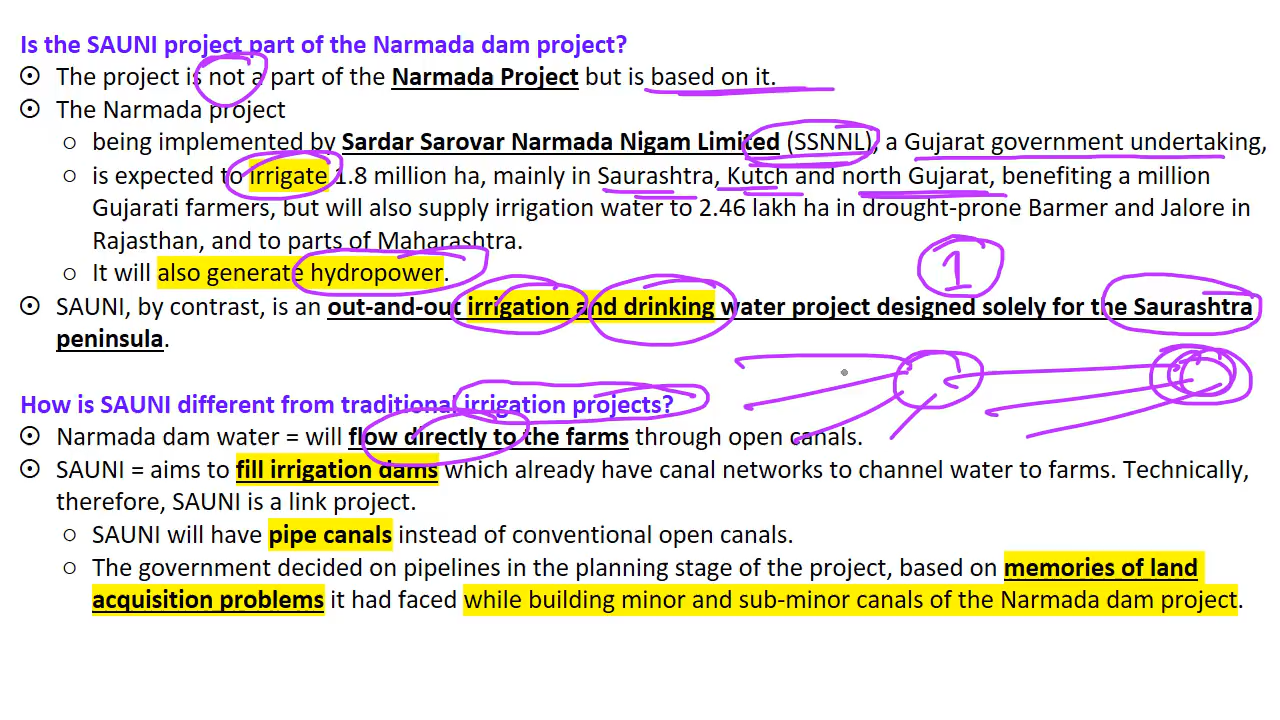 Is the SAUNI project part of the Narmada dam project?
⊙ The project is not a part of the Narmada Project but is based on it.
⊙ The Narmada project
○ being implemented by Sardar Sarovar Narmada Nigam Limited (SSNNL), a Gujarat government undertaking,
○ is expected to irrigate 1.8 million ha, mainly in Saurashtra, Kutch and north Gujarat, benefiting a million
Gujarati farmers, but will also supply irrigation water to 2.46 lakh ha in drought-prone Barmer and Jalore in
Rajasthan, and to parts of Maharashtra.
○ It will also generate hydropower.
1
⊙ SAUNI, by contrast, is an out-and-out irrigation and drinking water project designed solely for the Saurashtra
peninsula.
How is SAUNI different from traditional irrigation projects?
⊙ Narmada dam water = will flow directly to the farms through open canals.
⊙ SAUNI = aims to fill irrigation dams which already have canal networks to channel water to farms. Technically,
therefore, SAUNI is a link project.
○ SAUNI will have pipe canals instead of conventional open canals.
○ The government decided on pipelines in the planning stage of the project, based on memories of land
acquisition problems it had faced while building minor and sub-minor canals of the Narmada dam project.